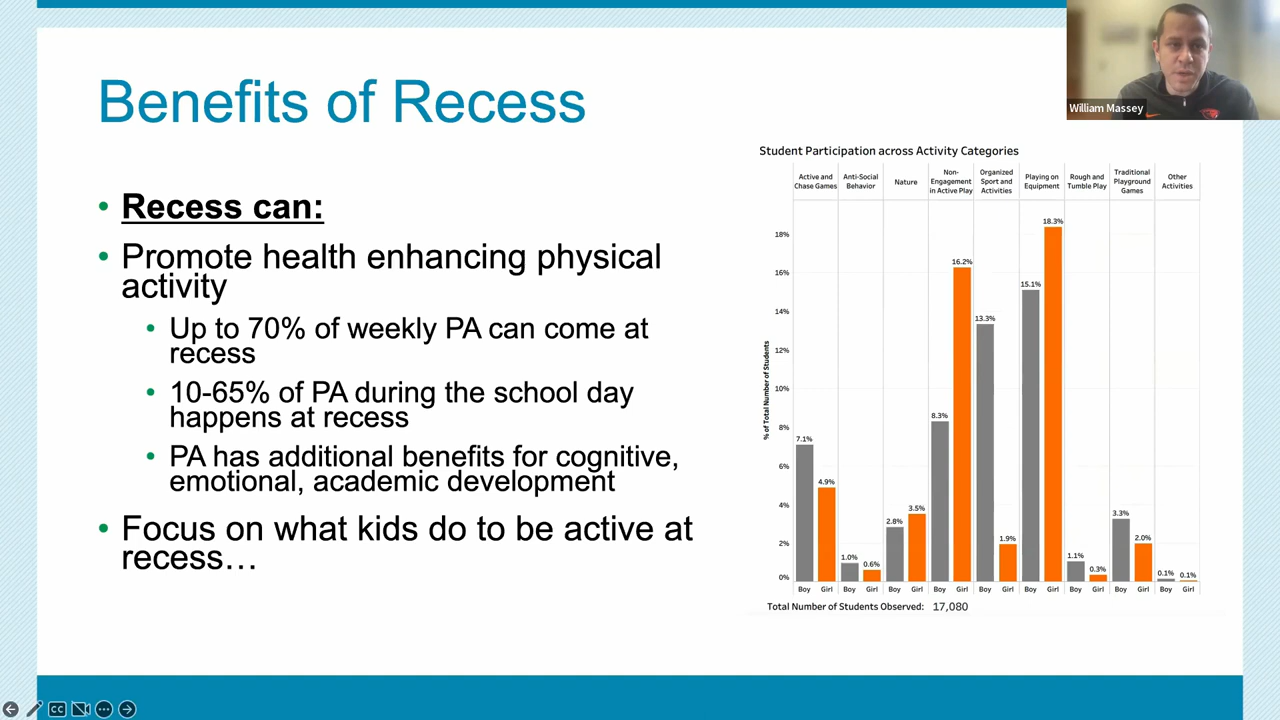 Benefits of Recess
William Massey
• Recess can:
• Promote health enhancing physical
activity
• Up to 70% of weekly PA can come at
recess
• 10-65% of PA during the school day
happens at recess
• PA has additional benefits for cognitive,
emotional, academic development
• Focus on what kids do to be active at
recess…
Student Participation across Activity Categories
Active and
Chase Games
Anti-Social
Behavior
Nature
Non-
Engagement
in Active Play
Organized
Sport and
Activities
Playing on
Equipment
Rough and
Tumble Play
Traditional
Playground
Games
Other
Activities
% of Total Number of Students
18%
16%
14%
12%
10%
8%
6%
4%
2%
0%
7.1%
4.9%
1.0%
0.6%
2.8%
3.5%
8.3%
16.2%
13.3%
1.9%
15.1%
18.3%
1.1%
0.3%
3.3%
2.0%
0.1%
0.1%
Boy Girl Boy Girl Boy Girl Boy Girl Boy Girl Boy Girl Boy Girl Boy Girl Boy Girl
Total Number of Students Observed: 17,080
CC